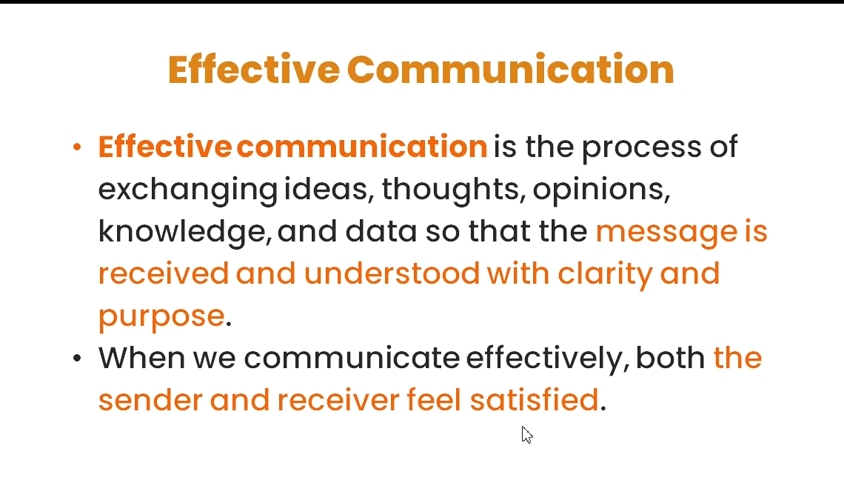 Effective Communication
• Effective communication is the process of
exchanging ideas, thoughts, opinions,
knowledge, and data so that the message is
received and understood with clarity and
purpose.
• When we communicate effectively, both the
sender and receiver feel satisfied.